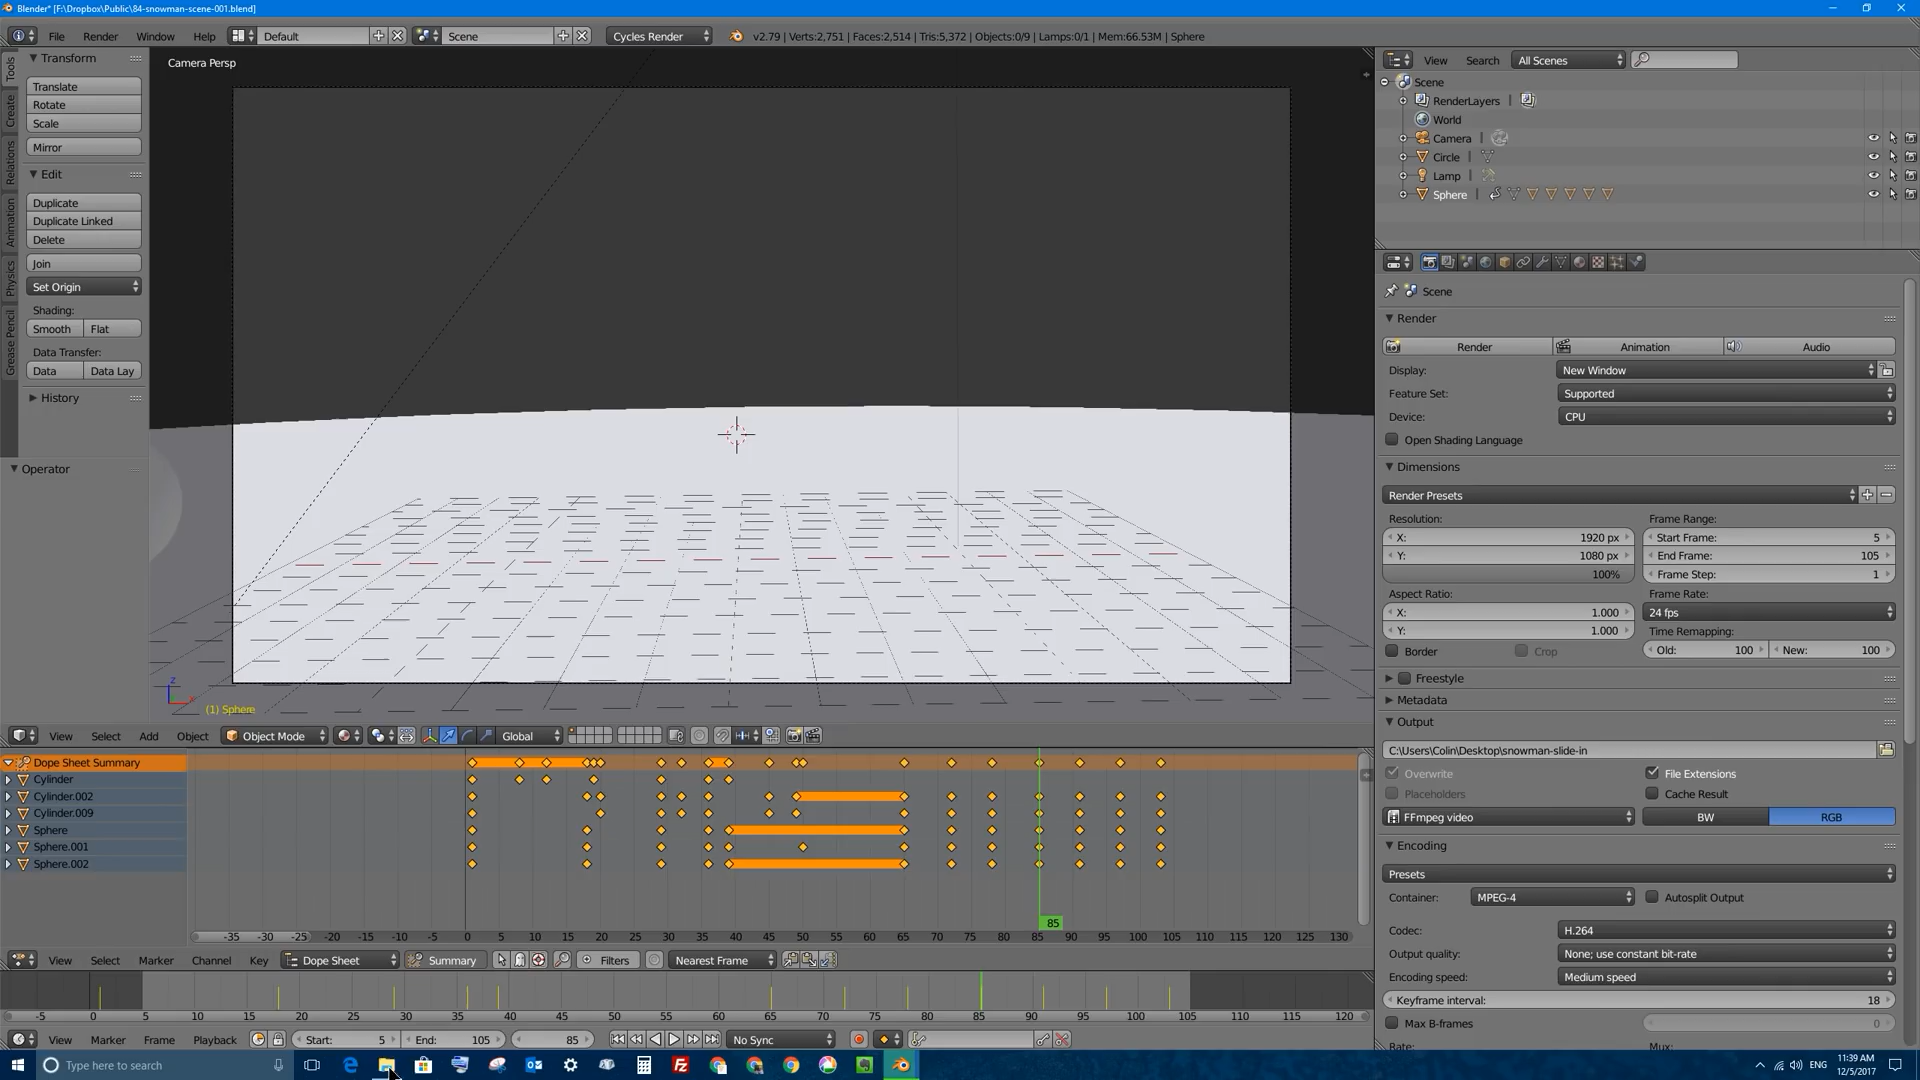 Blender* [F:\Dropbox\Public\84-snowman-scene-001.blend]
File Render Window Help Default Scene Cycles Render v2.79 | Verts:2,751 | Faces:2,514 | Tris:5,372 | Objects:0/9 | Lamps:0/1 | Mem:66.53M | Sphere
Tools
Create
Relations
Animation
Physics
Grease Pencil
Transform
Translate
Rotate
Scale
Mirror
Edit
Duplicate
Duplicate Linked
Delete
Join
Set Origin
Shading:
Smooth Flat
Data Transfer:
Data Data Lay
History
Operator
Camera Persp
z
(1) Sphere
View Select Add Object Object Mode Global
Dope Sheet Summary
Cylinder
Cylinder.002
Cylinder.009
Sphere
Sphere.001
Sphere.002
85
-35 -30 -25 -20 -15 -10 -5 0 5 10 15 20 25 30 35 40 45 50 55 60 65 70 75 80 85 90 95 100 105 110 115 120 125 130
View Select Marker Channel Key Dope Sheet Summary Filters Nearest Frame
-5 0 5 10 15 20 25 30 35 40 45 50 55 60 65 70 75 80 85 90 95 100 105 110 115 120
View Marker Frame Playback Start: 5 End: 105 85 No Sync
View Search All Scenes
Scene
RenderLayers |
World
Camera |
Circle |
Lamp |
Sphere |
Scene
Render
Render Animation Audio
Display: New Window
Feature Set: Supported
Device: CPU
Open Shading Language
Dimensions
Render Presets
Resolution: Frame Range:
X: 1920 px Start Frame: 5
Y: 1080 px End Frame: 105
100% Frame Step: 1
Aspect Ratio: Frame Rate:
X: 1.000 24 fps
Y: 1.000 Time Remapping:
Border Crop Old: 100 New: 100
Freestyle
Metadata
Output
C:\Users\Colin\Desktop\snowman-slide-in
Overwrite File Extensions
Placeholders Cache Result
FFmpeg video BW RGB
Encoding
Presets
Container: MPEG-4 Autosplit Output
Codec: H.264
Output quality: None; use constant bit-rate
Encoding speed: Medium speed
Keyframe interval: 18
Max B-frames 0
Rate: Mux:
Type here to search
ENG
11:39 AM
12/5/2017